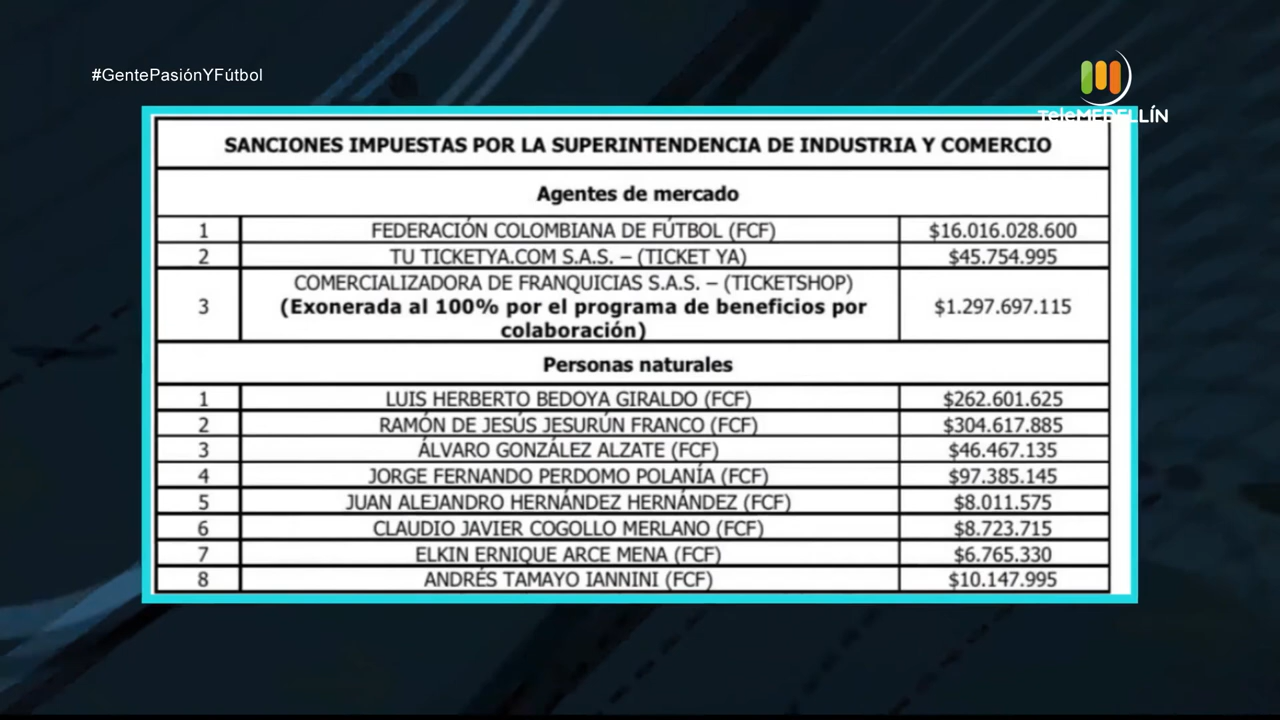 #GentePasiónYFútbol
TeleMEDELLÍN
SANCIONES IMPUESTAS POR LA SUPERINTENDENCIA DE INDUSTRIA Y COMERCIO
Agentes de mercado
1 FEDERACIÓN COLOMBIANA DE FÚTBOL (FCF) $16.016.028.600
2 TU TICKETYA.COM S.A.S. – (TICKET YA) $45.754.995
COMERCIALIZADORA DE FRANQUICIAS S.A.S. – (TICKETSHOP)
3 (Exonerada al 100% por el programa de beneficios por $1.297.697.115
colaboración)
Personas naturales
1 LUIS HERBERTO BEDOYA GIRALDO (FCF) $262.601.625
2 RAMÓN DE JESÚS JESURÚN FRANCO (FCF) $304.617.885
3 ÁLVARO GONZÁLEZ ALZATE (FCF) $46.467.135
4 JORGE FERNANDO PERDOMO POLANÍA (FCF) $97.385.145
5 JUAN ALEJANDRO HERNÁNDEZ HERNÁNDEZ (FCF) $8.011.575
6 CLAUDIO JAVIER COGOLLO MERLANO (FCF) $8.723.715
7 ELKIN ERNIQUE ARCE MENA (FCF) $6.765.330
8 ANDRÉS TAMAYO IANNINI (FCF) $10.147.995